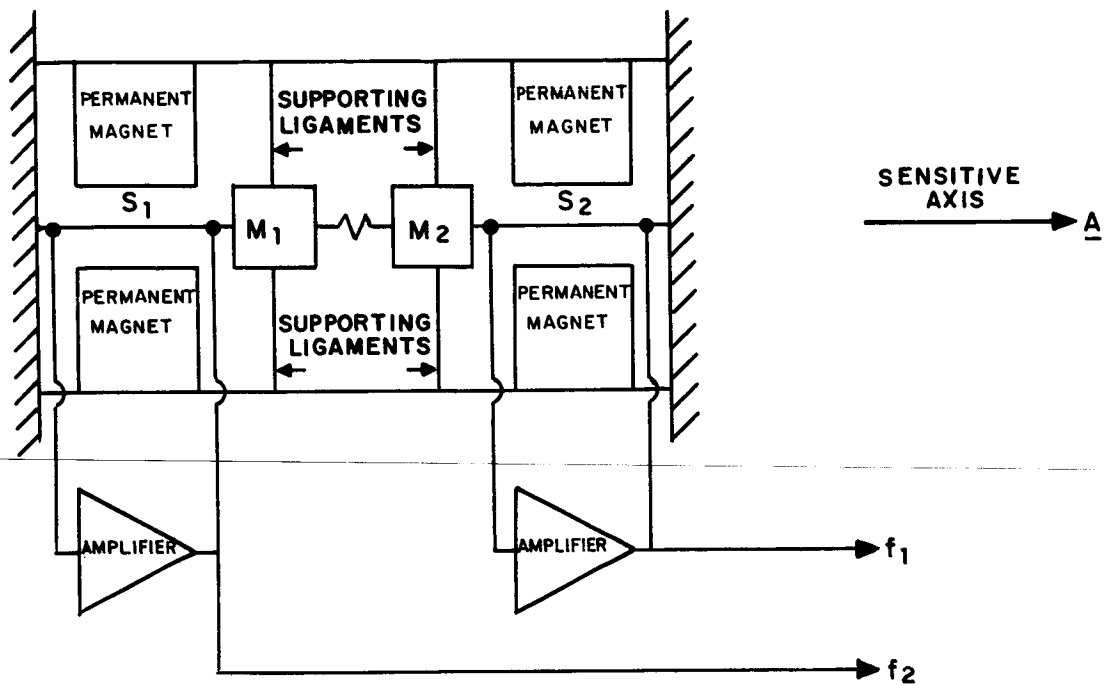 PERMANENT
MAGNET
SUPPORTING
LIGAMENTS
PERMANENT
MAGNET
SENSITIVE
AXIS
A
S1
S2
M1
M2
PERMANENT
MAGNET
SUPPORTING
LIGAMENTS
PERMANENT
MAGNET
AMPLIFIER
AMPLIFIER
f1
f2